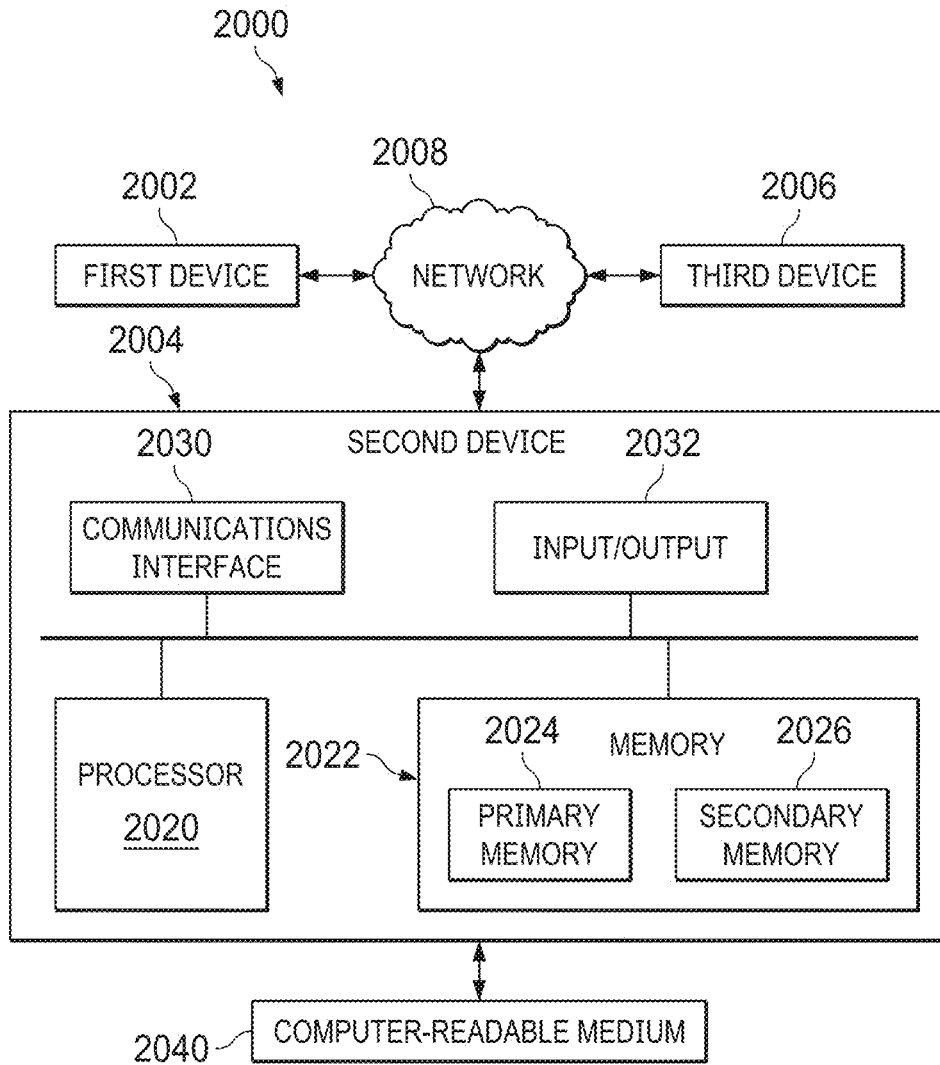 2000
2008
2002
2006
FIRST DEVICE
NETWORK
THIRD DEVICE
2004
SECOND DEVICE
2030
2032
COMMUNICATIONS
INTERFACE
INPUT/OUTPUT
2022
2024
MEMORY
2026
PROCESSOR
2020
PRIMARY
MEMORY
SECONDARY
MEMORY
COMPUTER-READABLE MEDIUM
2040